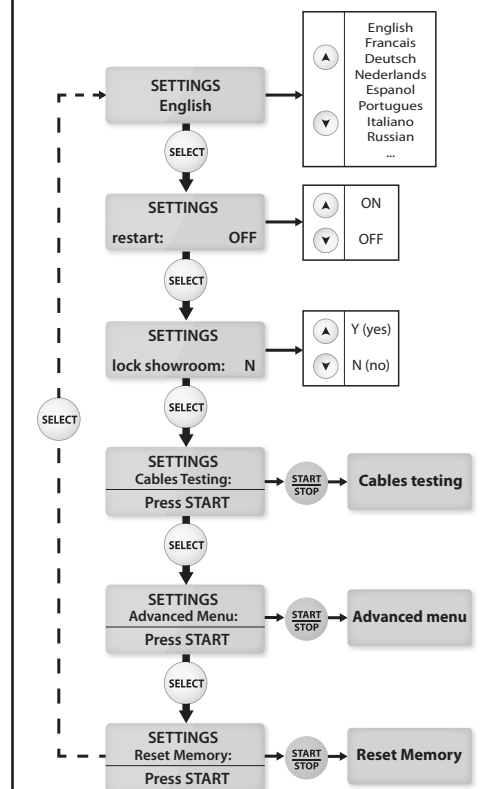 English
Francais
Deutsch
Nederlands
Espanol
Portugues
Italiano
Russian
...
SETTINGS
English
SELECT
SETTINGS
restart: OFF
ON
OFF
SELECT
SETTINGS
lock showroom: N
Y (yes)
N (no)
SELECT
SELECT
SETTINGS
Cables Testing:
Press START
START
STOP
Cables testing
SELECT
SETTINGS
Advanced Menu:
Press START
START
STOP
Advanced menu
SELECT
SETTINGS
Reset Memory:
Press START
START
STOP
Reset Memory